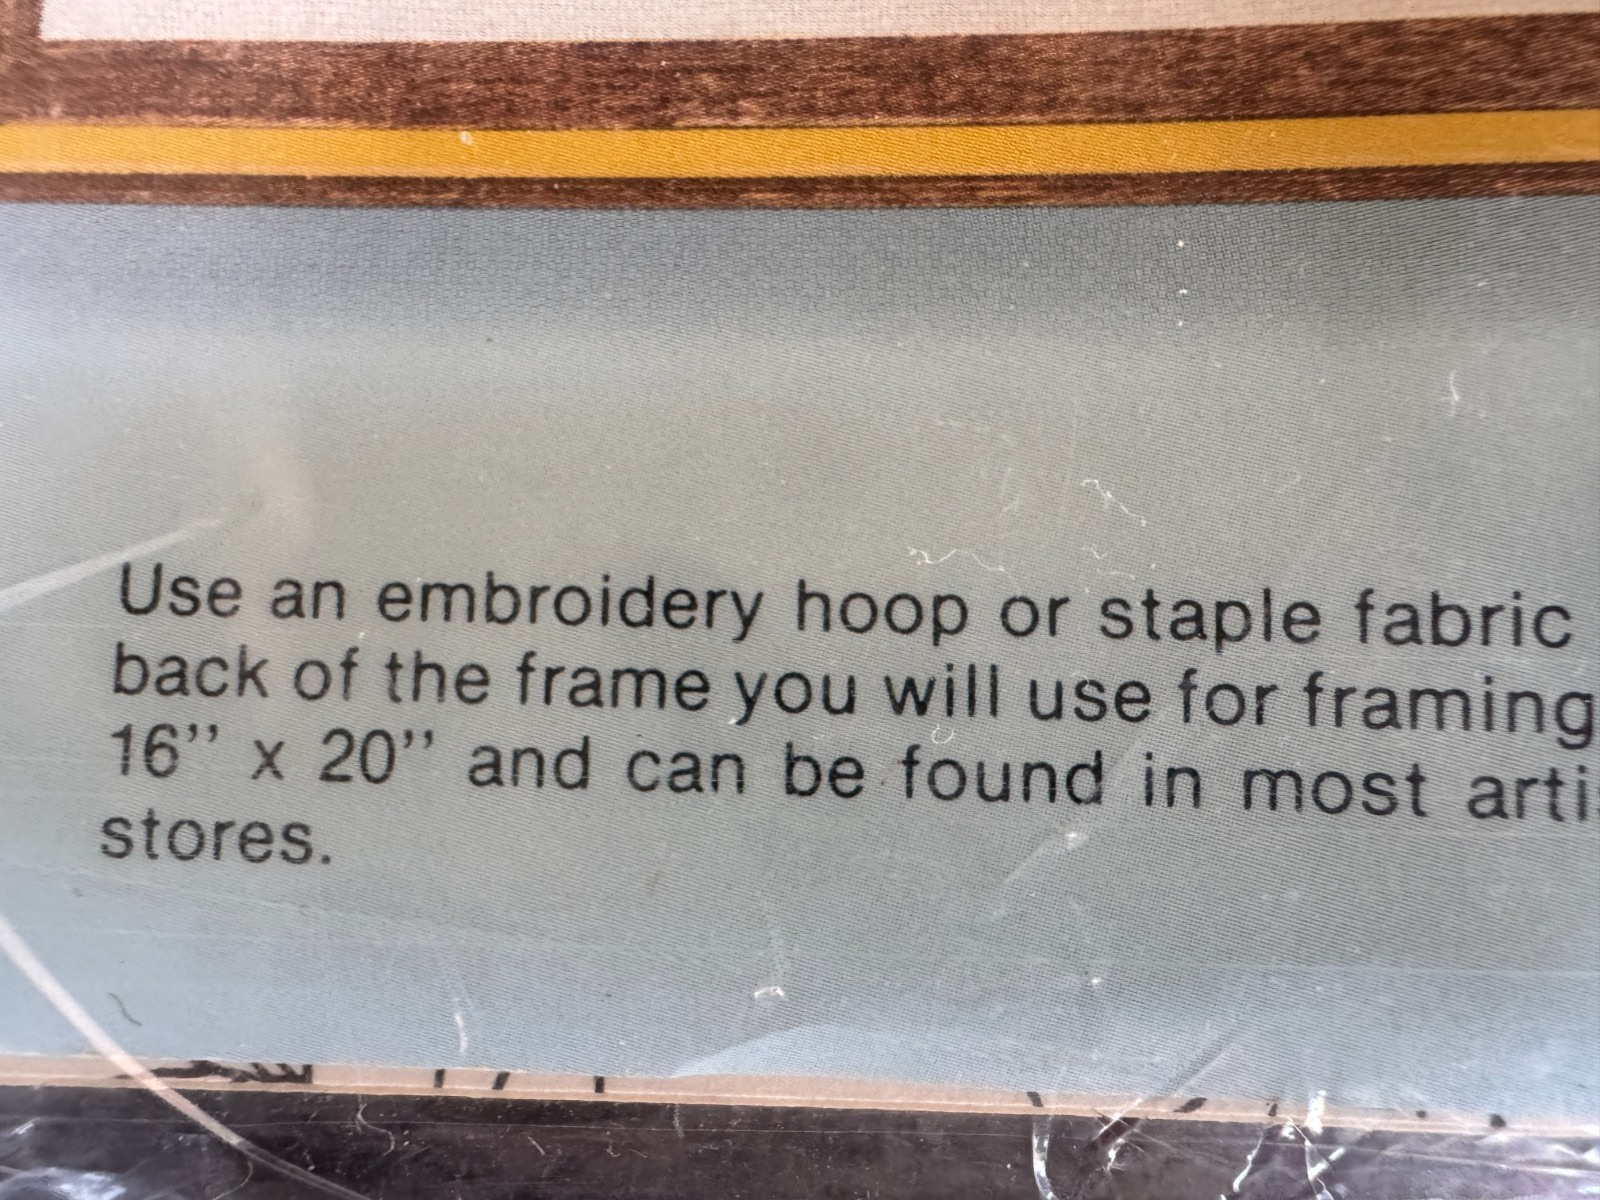 Use an embroidery hoop or staple fabric
back of the frame you will use for framing
16’’ x 20’’ and can be found in most
stores.